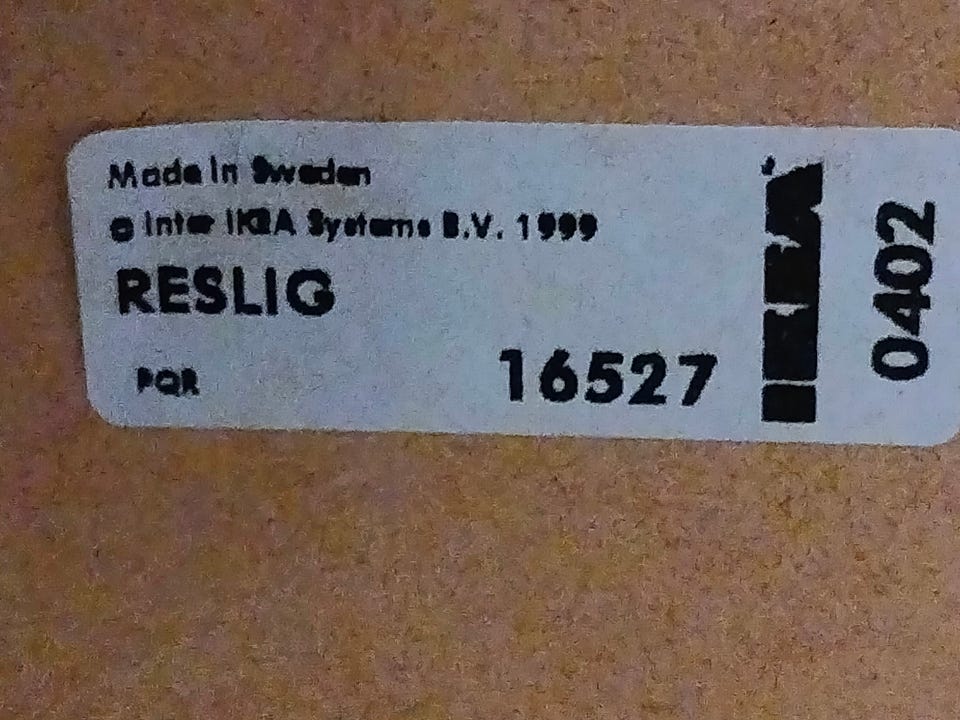 Made in Sweden
© Inter IKEA Systems B.V. 1999
RESLIG
PQR
16527
IKEA
0402